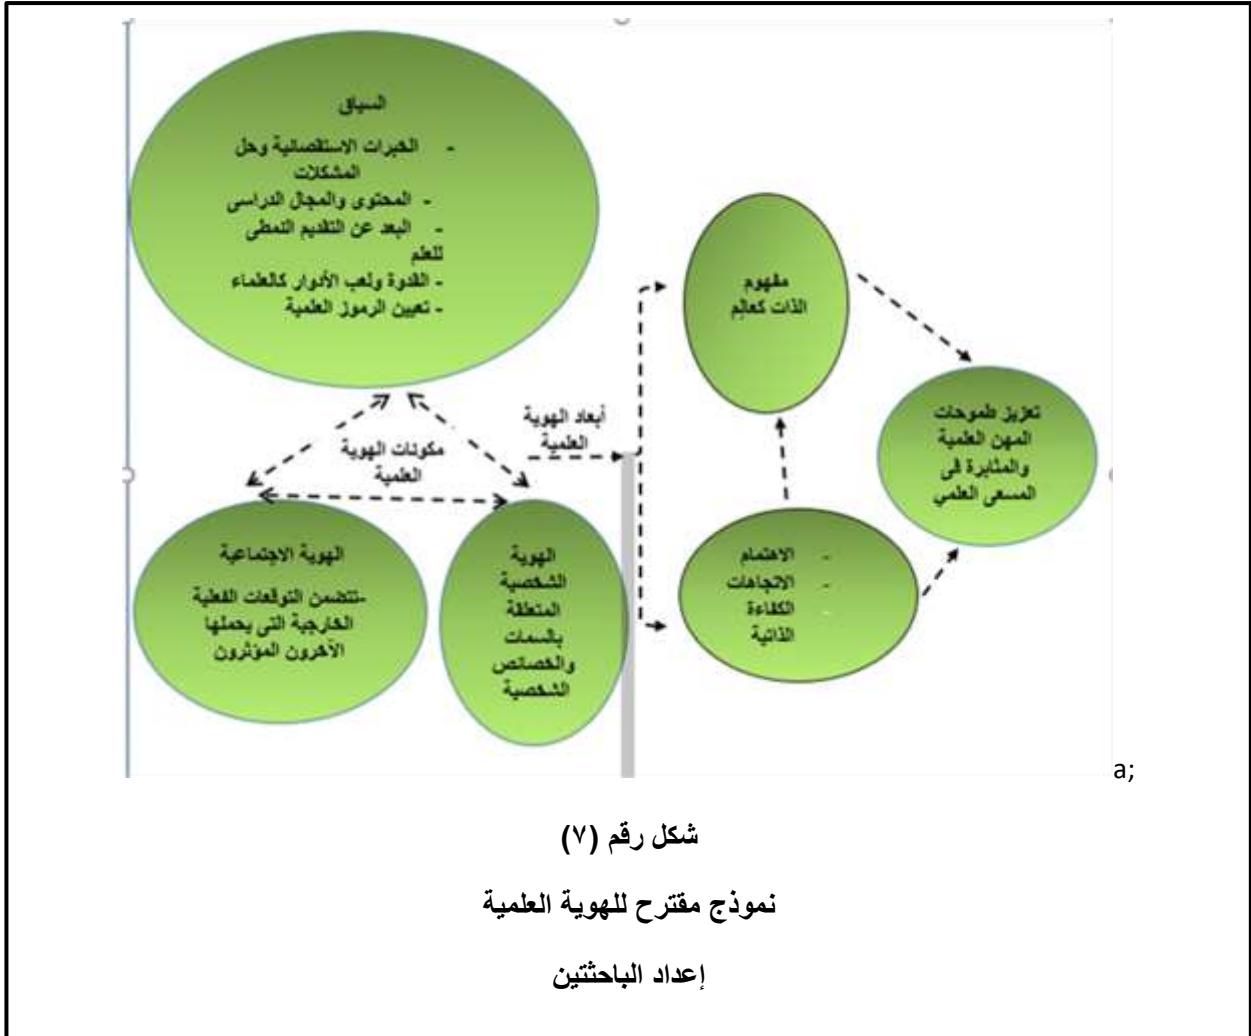 السياق
- الخبرات الاستقصائية وحل
المشكلات
- المحتوى والمجال الدراسى
- البعد عن التقديم النمطى
للعلم
- القدوة ولعب الأدوار كالعلماء
- تعيين الرموز العلمية
مفهوم
الذات كعالِم
أبعاد الهوية
العلمية
مكونات الهوية
العلمية
تعزيز طموحات
المهن العلمية
والمثابرة فى
المسعى العلمي
الهوية الاجتماعية
-تتضمن التوقعات الفعلية
الخارجية التى يحملها
الآخرون المؤثرون
الهوية
الشخصية
المتعلقة
بالسمات
والخصائص
الشخصية
- الاهتمام
- الاتجاهات
- الكفاءة
الذاتية
a;
شكل رقم (٧)
نموذج مقترح للهوية العلمية
إعداد الباحثتين